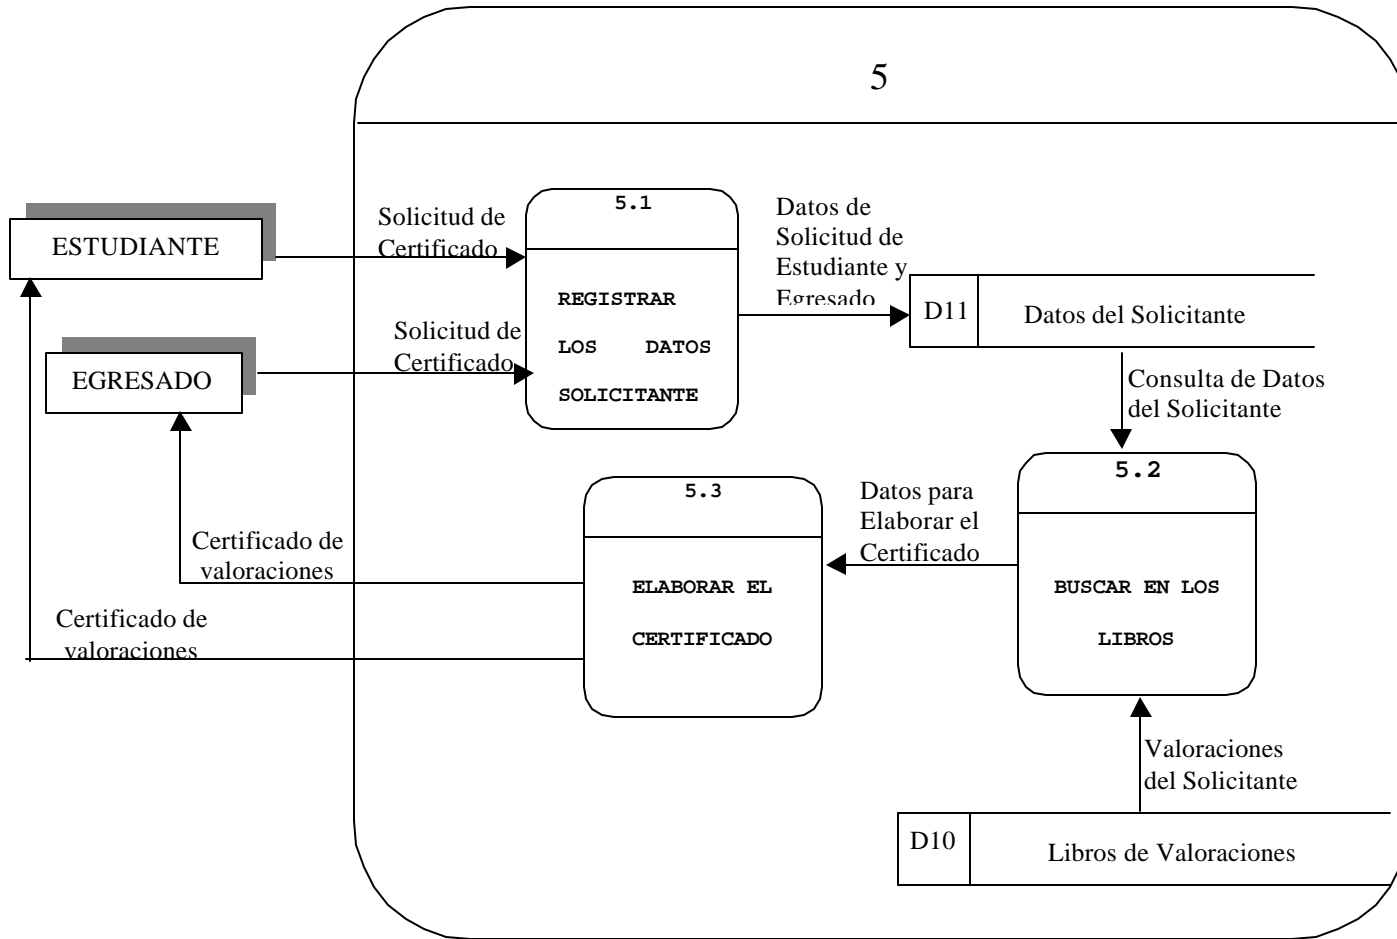 5
ESTUDIANTE
Solicitud de
Certificado
5.1
REGISTRAR
LOS DATOS
SOLICITANTE
Datos de
Solicitud de
Estudiante y
Egresado
D11
Datos del Solicitante
EGRESADO
Solicitud de
Certificado
Consulta de Datos
del Solicitante
5.2
BUSCAR EN LOS
LIBROS
Datos para
Elaborar el
Certificado
5.3
ELABORAR EL
CERTIFICADO
Certificado de
valoraciones
Certificado de
valoraciones
Valoraciones
del Solicitante
D10
Libros de Valoraciones